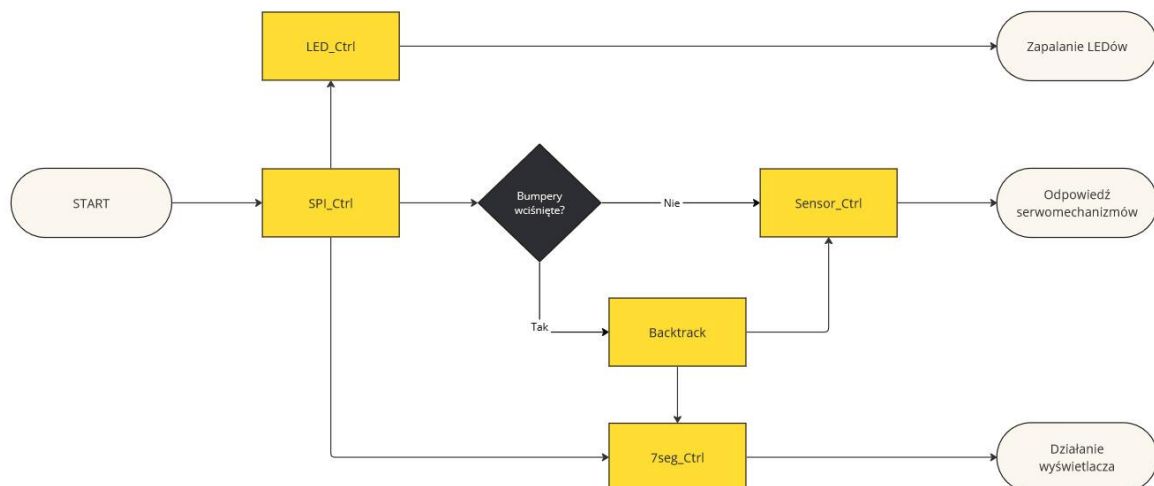 LED_Ctrl
Zapalanie LEDów
START
SPI_Ctrl
Bumpery
wciśnięte?
Nie
Sensor_Ctrl
Odpowiedź
serwomechanizmów
Tak
Backtrack
7seg_Ctrl
Działanie
wyświetlacza